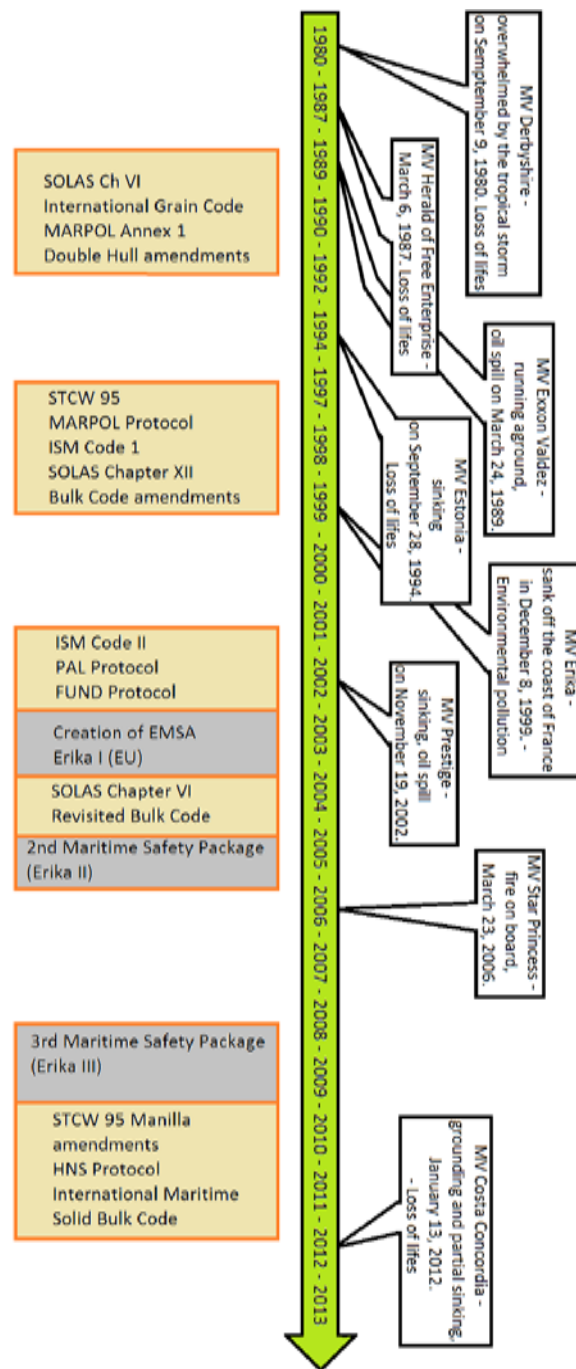 1980 - 1987 - 1989 - 1990 - 1992 - 1994 - 1997 - 1998 - 1999 - 2000 - 2001 - 2002 - 2003 - 2004 - 2005 - 2006 - 2007 - 2008 - 2009 - 2010 - 2011 - 2012 - 2013
MV Derbyshire -
overwhelmed by the tropical storm
on Semptember 9, 1980. Loss of lifes
MV Herald of Free Enterprise -
March 6, 1987. Loss of lifes
MV Exxon Valdez -
running aground,
oil spill on March 24, 1989.
MV Estonia -
sinkiing
on September 28, 1994.
Loss of lifes
MV Erika -
sank off the coast of France
in December 8, 1999. -
Environmental pollution
MV Prestige -
sinking, oil spill
on November 19, 2002.
MV Star Princess -
fire on board,
March 23, 2006.
MV Costa Concordia -
grounding and partial sinking,
January 13, 2012.
- Loss of lifes
SOLAS Ch VI
International Grain Code
MARPOL Annex 1
Double Hull amendments
STCW 95
MARPOL Protocol
ISM Code 1
SOLAS Chapter XII
Bulk Code amendments
ISM Code II
PAL Protocol
FUND Protocol
Creation of EMSA
Erika I (EU)
SOLAS Chapter VI
Revisited Bulk Code
2nd Maritime Safety Package
(Erika II)
3rd Maritime Safety Package
(Erika III)
STCW 95 Manilla
amendments
HNS Protocol
International Maritime
Solid Bulk Code